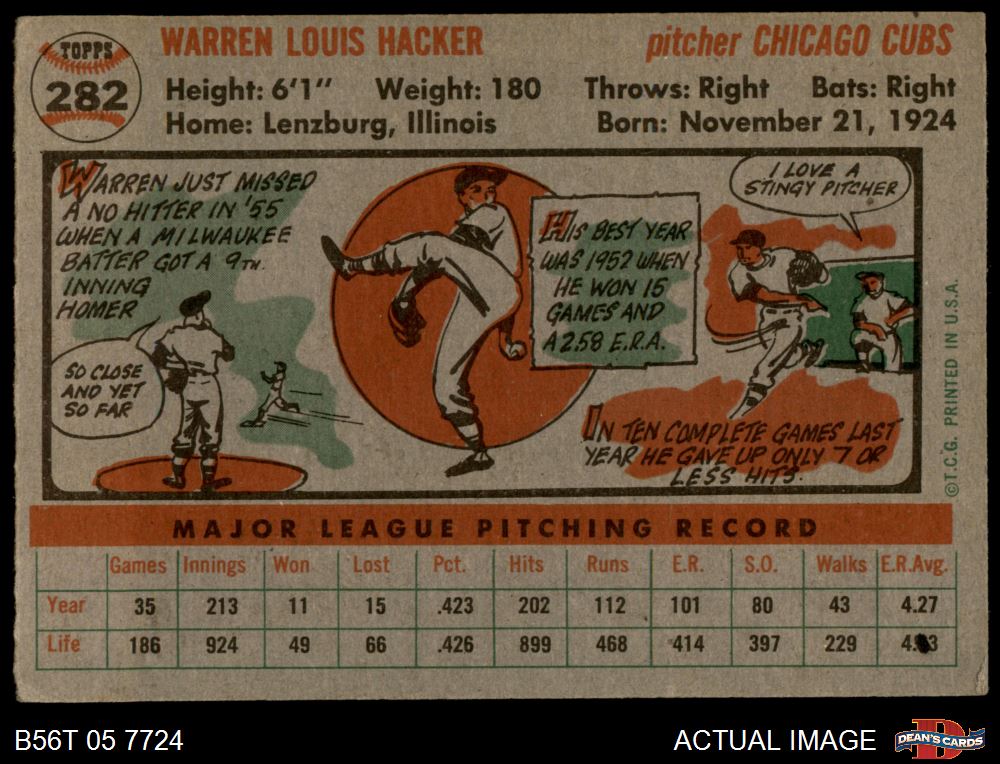 TOPPS
282
WARREN LOUIS HACKER
pitcher CHICAGO CUBS
Height: 6'1" Weight: 180 Throws: Right Bats: Right
Home: Lenzburg, Illinois Born: November 21, 1924
WARREN JUST MISSED
A NO HITTER IN '55
WHEN A MILWAUKEE
BATTER GOT A 9TH
INNING
HOMER
SO CLOSE
AND YET
SO FAR
HIS BEST YEAR
WAS 1952 WHEN
HE WON 15
GAMES AND
A 2.58 E.R.A.
I LOVE A
STINGY PITCHER
IN TEN COMPLETE GAMES LAST
YEAR HE GAVE UP ONLY 7 OR
LESS HITS.
©T.C.G. PRINTED IN U.S.A.
MAJOR LEAGUE PITCHING RECORD
Games Innings Won Lost Pct. Hits Runs E.R. S.O. Walks E.R.Avg.
Year 35 213 11 15 .423 202 112 101 80 43 4.27
Life 186 924 49 66 .426 899 468 414 397 229
B56T 05 7724
ACTUAL IMAGE
DEAN'S CARDS